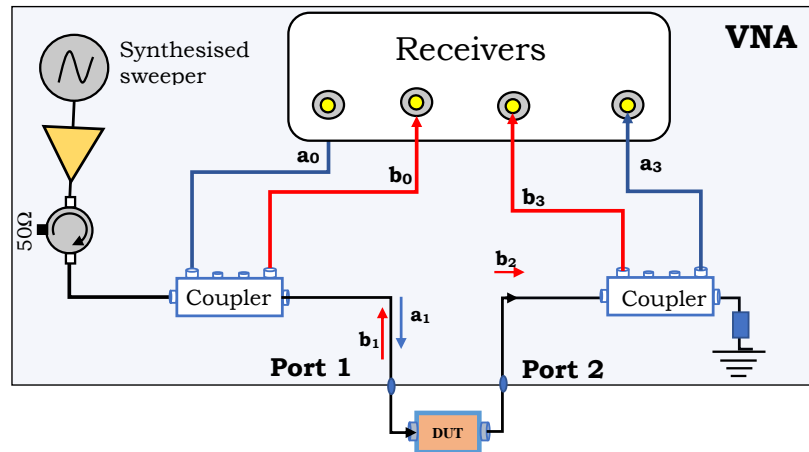 VNA
Synthesised
sweeper
Receivers
a₀
b₀
b₃
a₃
50Ω
b₂
Coupler
Coupler
a₁
b₁
Port 1
Port 2
DUT